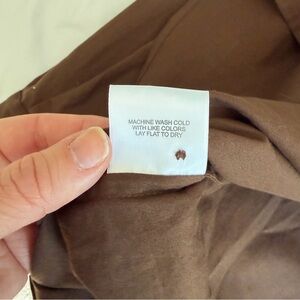 MACHINE WASH COLD
WITH LIKE COLORS
LAY FLAT TO DRY